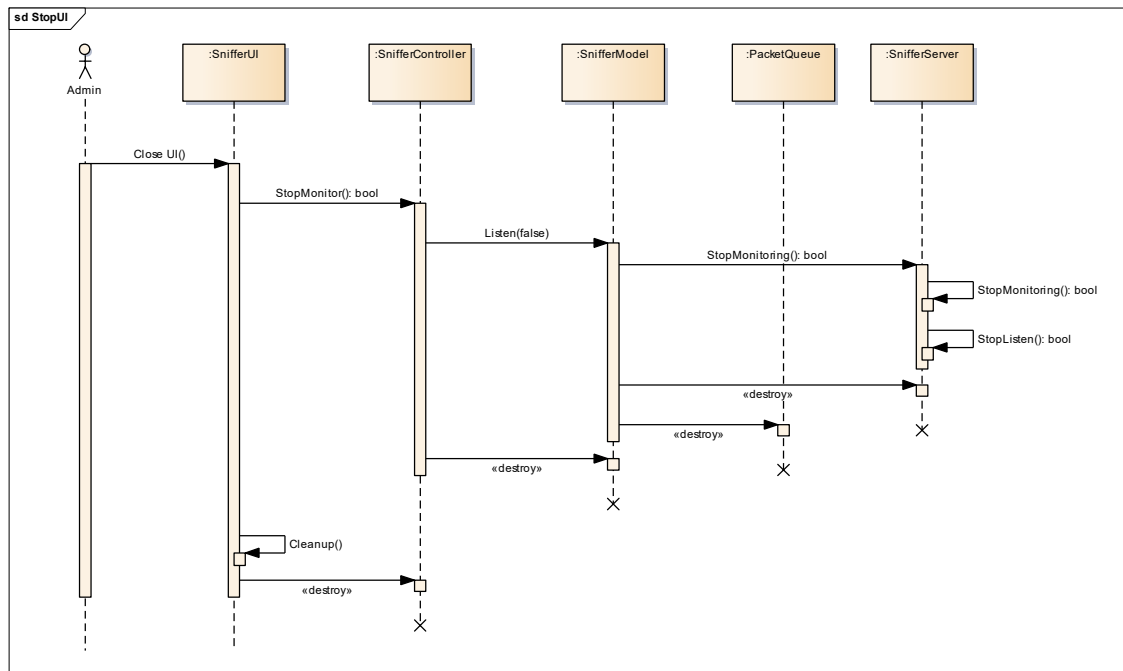 sd StopUI
Admin
:SnifferUI
:SnifferController
:SnifferModel
:PacketQueue
:SnifferServer
Close UI()
StopMonitor(): bool
Listen(false)
StopMonitoring(): bool
StopMonitoring(): bool
StopListen(): bool
«destroy»
«destroy»
«destroy»
Cleanup()
«destroy»